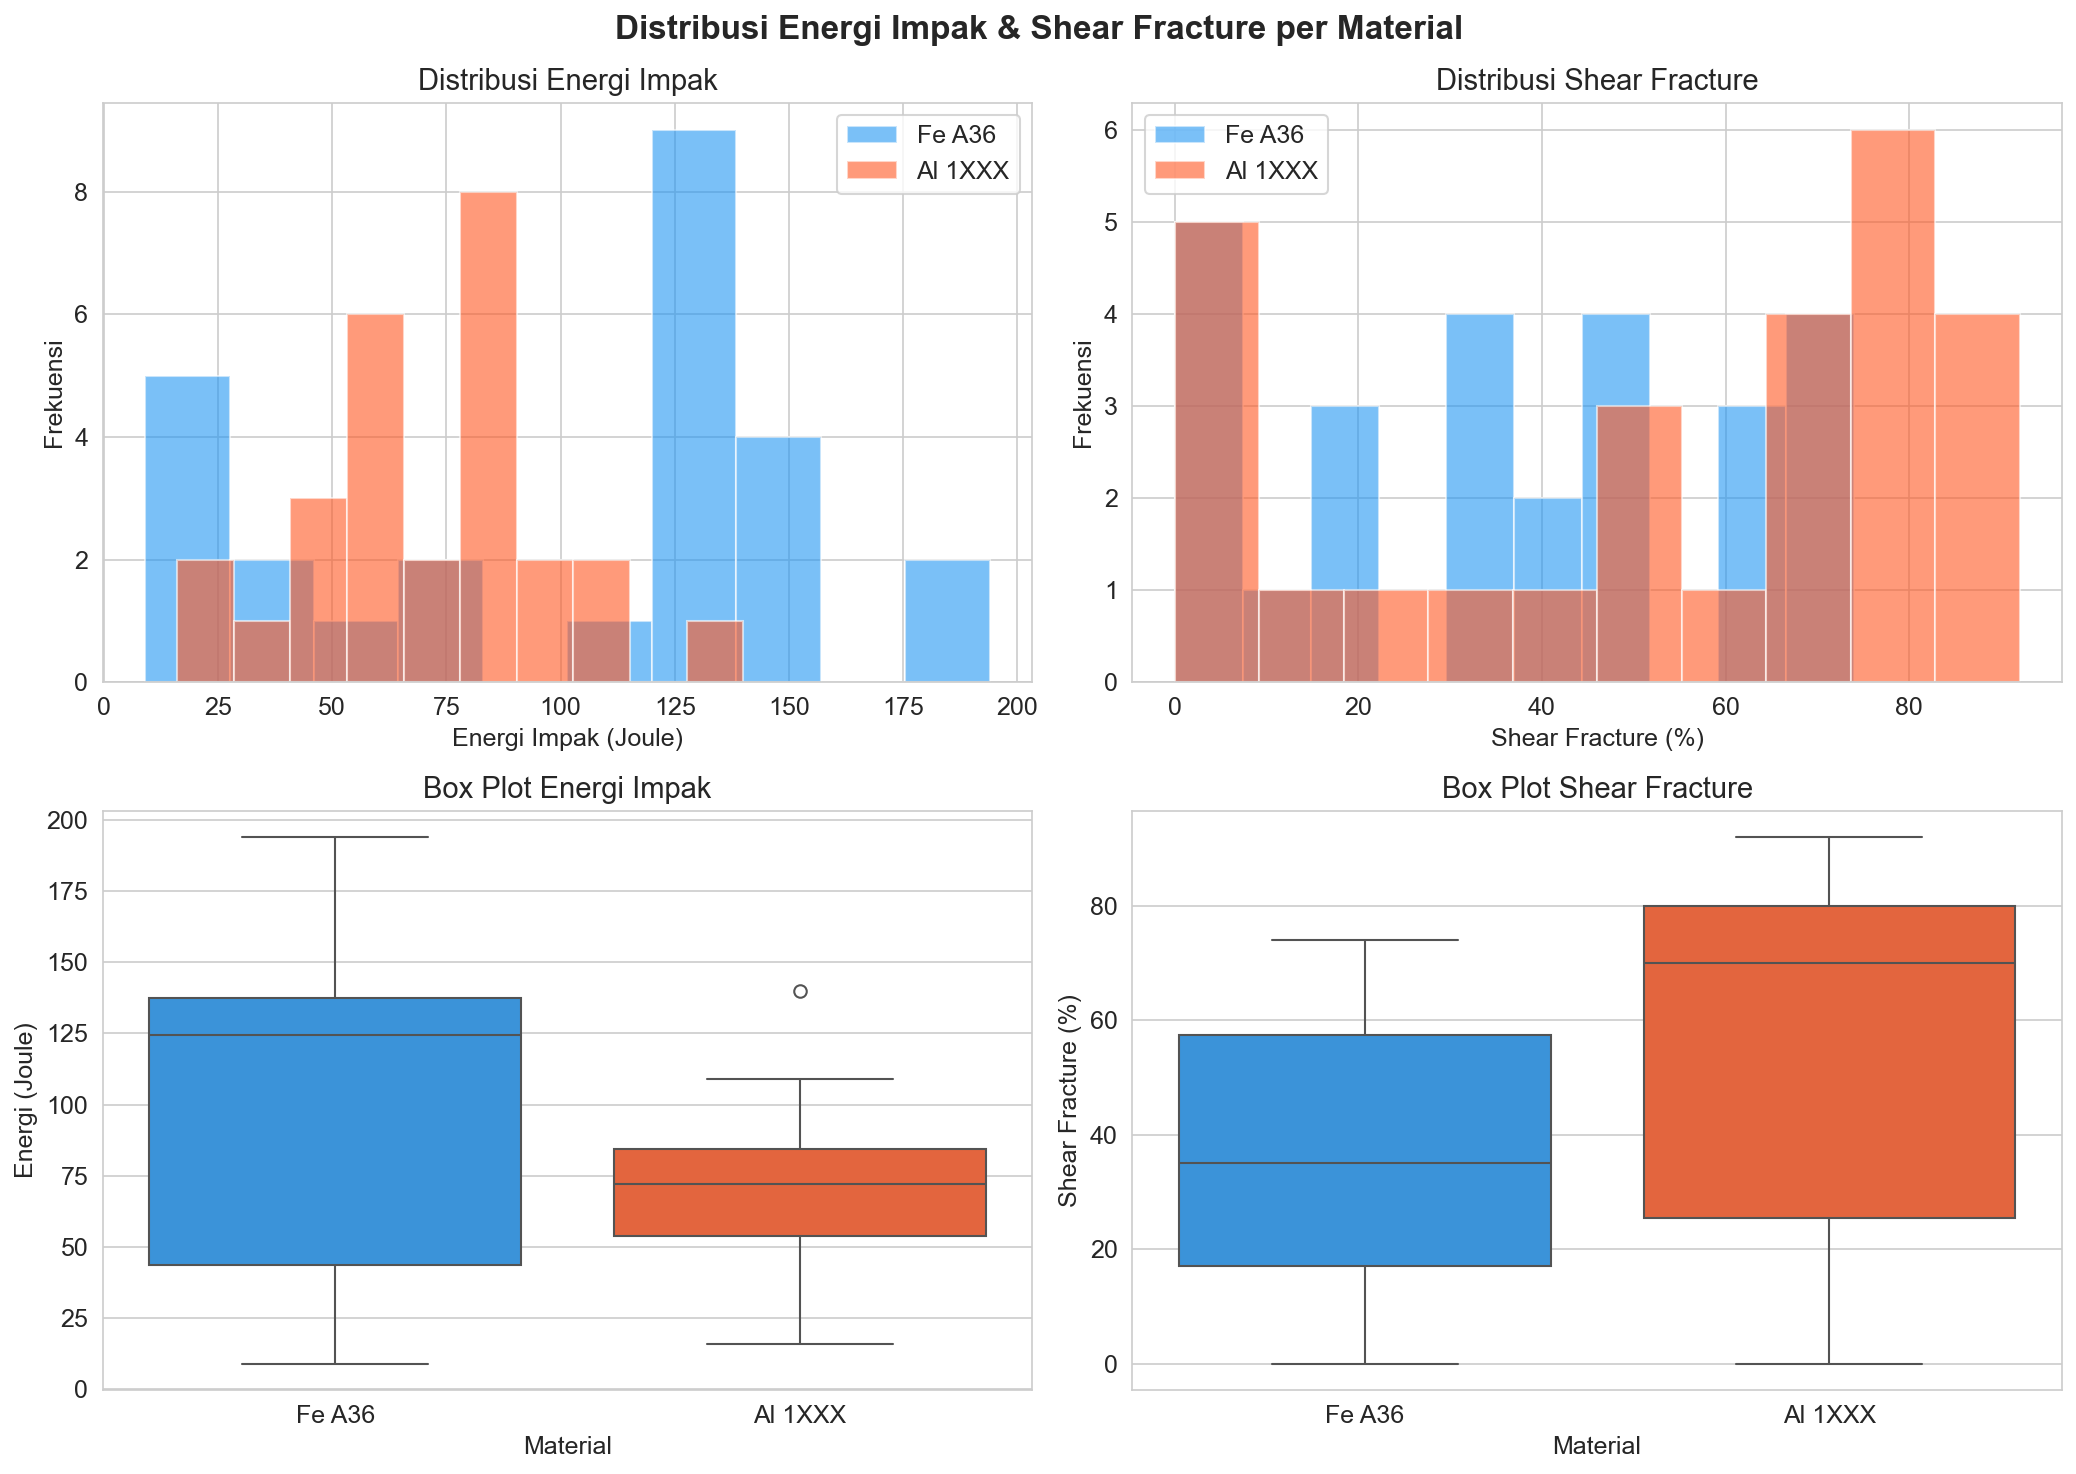 Distribusi Energi Impak & Shear Fracture per Material
Distribusi Energi Impak
Fe A36
Al 1XXX
Frekuensi
8
6
4
2
0
0 25 50 75 100 125 150 175 200
Energi Impak (Joule)
Distribusi Shear Fracture
Fe A36
Al 1XXX
Frekuensi
6
5
4
3
2
1
0
0 20 40 60 80
Shear Fracture (%)
Box Plot Energi Impak
Energi (Joule)
200
175
150
125
100
75
50
25
0
Fe A36 Al 1XXX
Material
Box Plot Shear Fracture
Shear Fracture (%)
80
60
40
20
0
Fe A36 Al 1XXX
Material